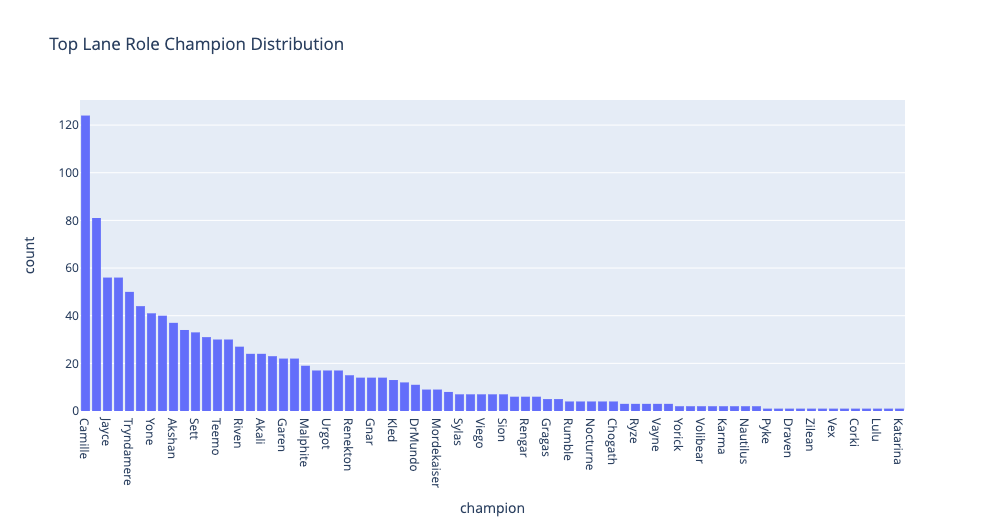 Top Lane Role Champion Distribution
count
120
100
80
60
40
20
0
Camille
Jayce
Tryndamere
Yone
Akshan
Sett
Teemo
Riven
Akali
Garen
Malphite
Urgot
Renekton
Gnar
Kled
DrMundo
Mordekaiser
Sylas
Viego
Sion
Rengar
Gragas
Rumble
Nocturne
Chogath
Ryze
Vayne
Yorick
Volibear
Karma
Nautilus
Pyke
Draven
Zilean
Vex
Corki
Lulu
Katarina
champion